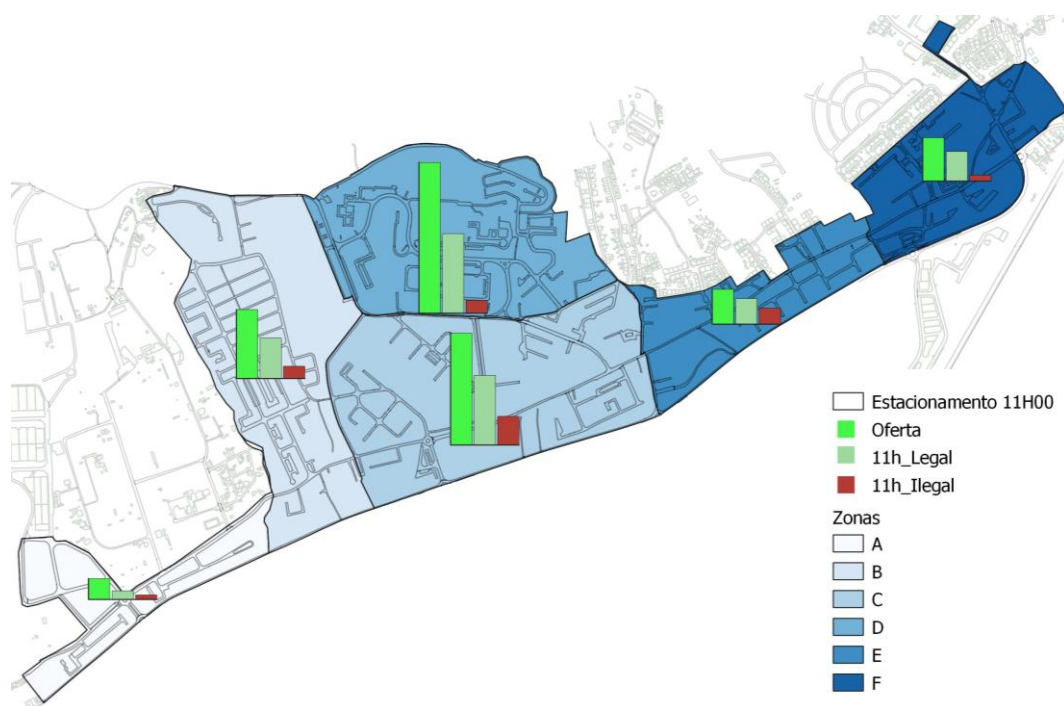 Estacionamento 11H00
Oferta
11h_Legal
11h_Ilegal
Zonas
A
B
C
D
E
F